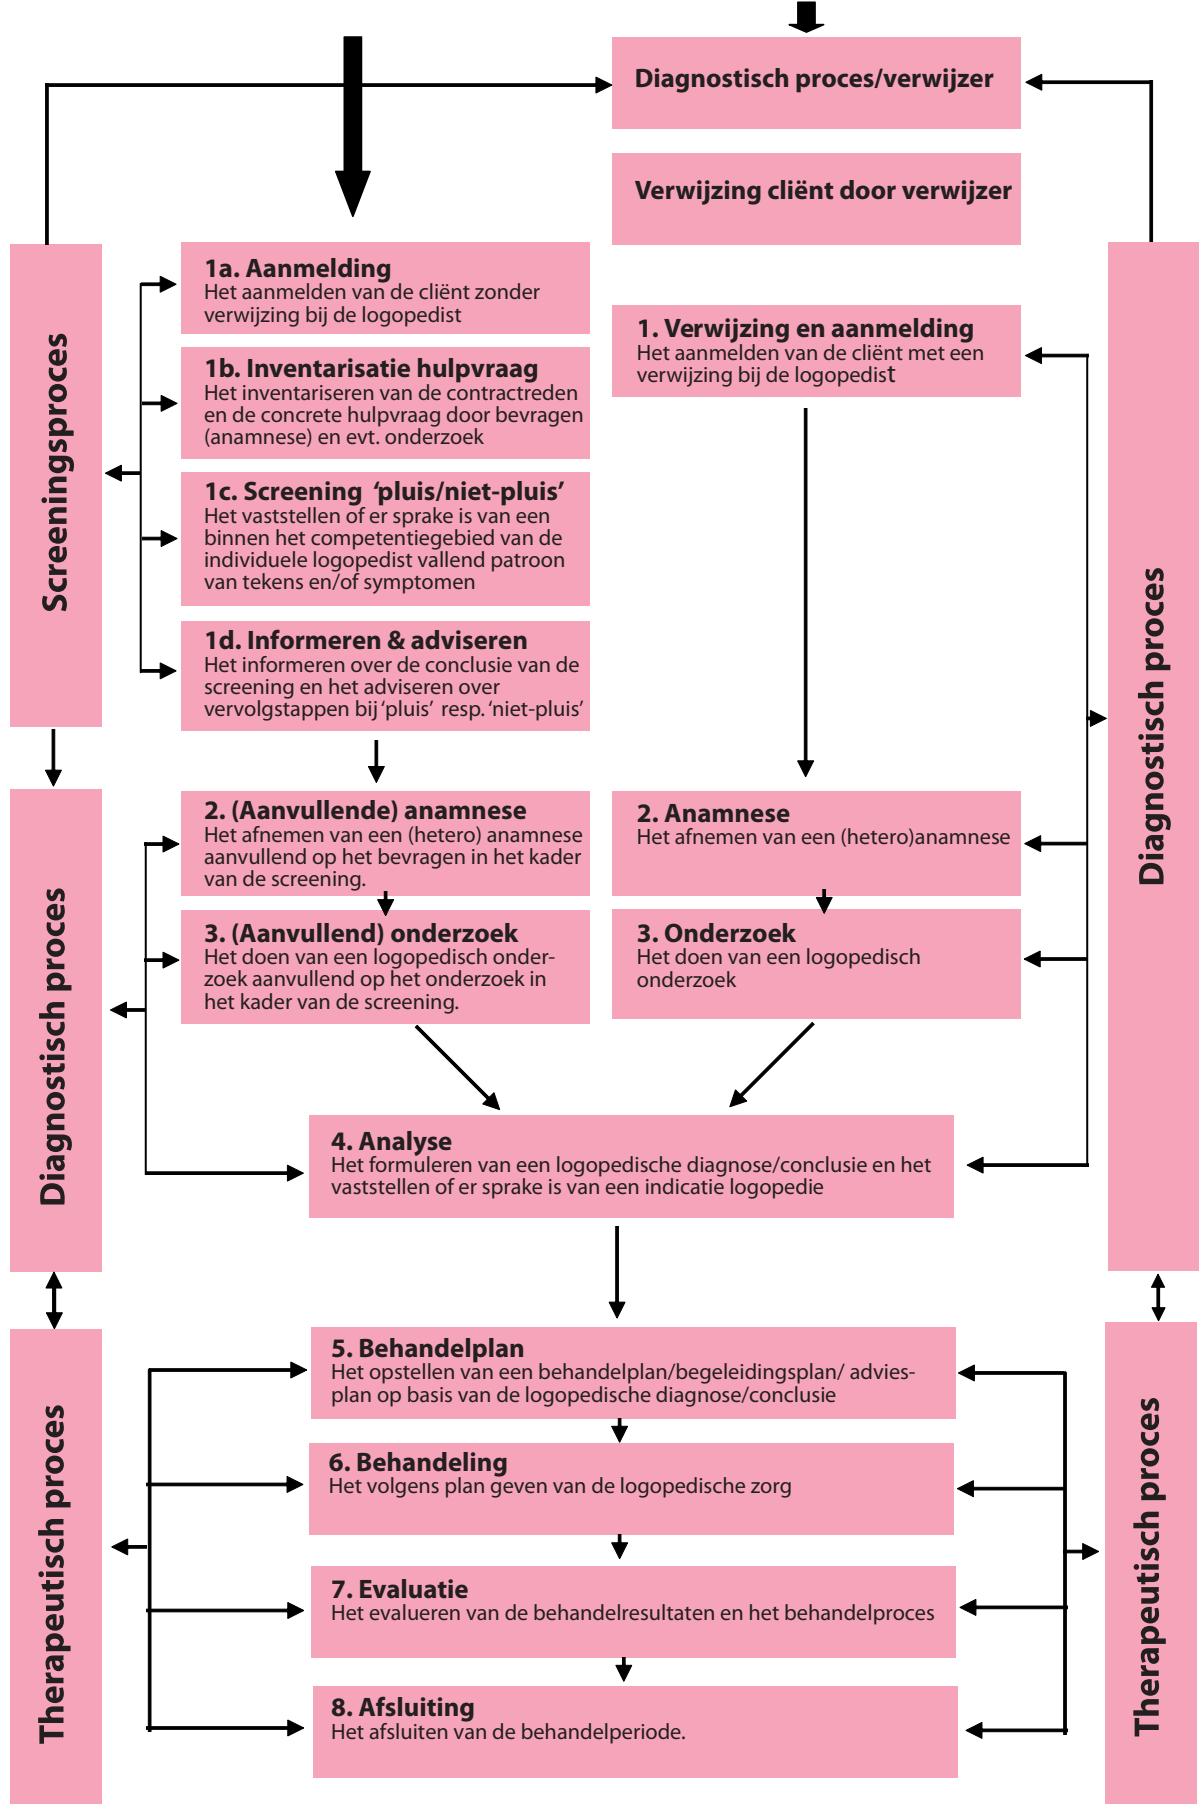 Diagnostisch proces/verwijzer
Verwijzing cliënt door verwijzer
Screeningsproces
1a. Aanmelding
Het aanmelden van de cliënt zonder
verwijzing bij de logopedist
1b. Inventarisatie hulpvraag
Het inventariseren van de contractreden
en de concrete hulpvraag door bevragen
(anamnese) en evt. onderzoek
1c. Screening ‘pluis/niet-pluis’
Het vaststellen of er sprake is van een
binnen het competentiegebied van de
individuele logopedist vallend patroon
van tekens en/of symptomen
1d. Informeren & adviseren
Het informeren over de conclusie van de
screening en het adviseren over
vervolgstappen bij ‘pluis’ resp. ‘niet-pluis’
1. Verwijzing en aanmelding
Het aanmelden van de cliënt met een
verwijzing bij de logopedist
Diagnostisch proces
Diagnostisch proces
2. (Aanvullende) anamnese
Het afnemen van een (hetero) anamnese
aanvullend op het bevragen in het kader
van de screening.
2. Anamnese
Het afnemen van een (hetero)anamnese
3. (Aanvullend) onderzoek
Het doen van een logopedisch onder-
zoek aanvullend op het onderzoek in
het kader van de screening.
3. Onderzoek
Het doen van een logopedisch
onderzoek
4. Analyse
Het formuleren van een logopedische diagnose/conclusie en het
vaststellen of er sprake is van een indicatie logopedie
Therapeutisch proces
5. Behandelplan
Het opstellen van een behandelplan/begeleidingsplan/ advies-
plan op basis van de logopedische diagnose/conclusie
6. Behandeling
Het volgens plan geven van de logopedische zorg
7. Evaluatie
Het evalueren van de behandelresultaten en het behandelproces
8. Afsluiting
Het afsluiten van de behandelperiode.
Therapeutisch proces